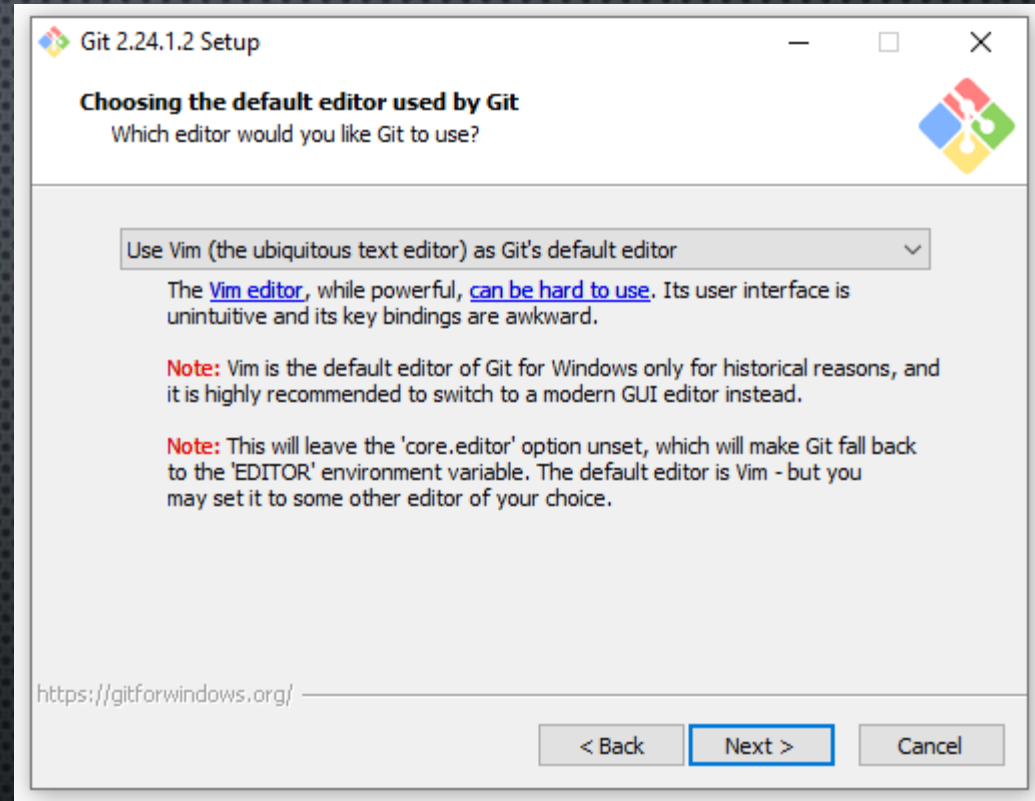 Git 2.24.1.2 Setup
Choosing the default editor used by Git
Which editor would you like Git to use?
Use Vim (the ubiquitous text editor) as Git's default editor
The Vim editor, while powerful, can be hard to use. Its user interface is
unintuitive and its key bindings are awkward.
Note: Vim is the default editor of Git for Windows only for historical reasons, and
it is highly recommended to switch to a modern GUI editor instead.
Note: This will leave the 'core.editor' option unset, which will make Git fall back
to the 'EDITOR' environment variable. The default editor is Vim - but you
may set it to some other editor of your choice.
https://gitforwindows.org/
< Back
Next >
Cancel